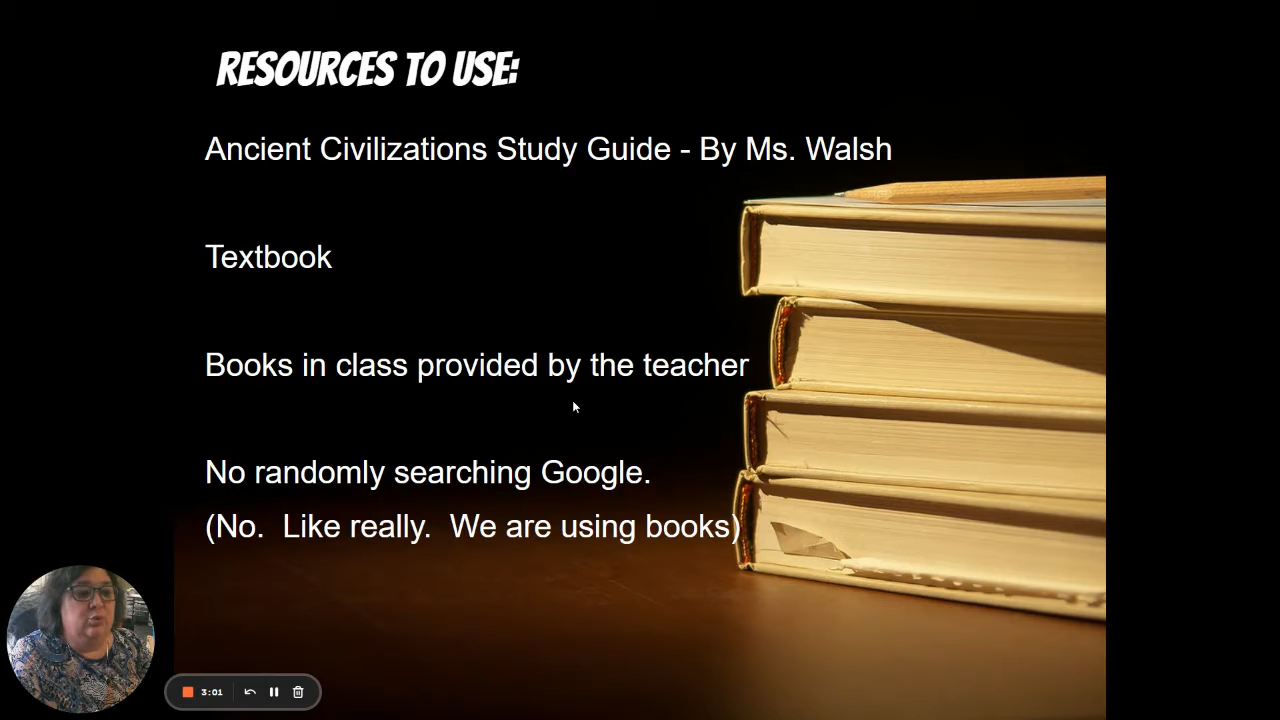 RESOURCES TO USE:
Ancient Civilizations Study Guide - By Ms. Walsh
Textbook
Books in class provided by the teacher
No randomly searching Google.
(No.  Like really.  We are using books)
3:01